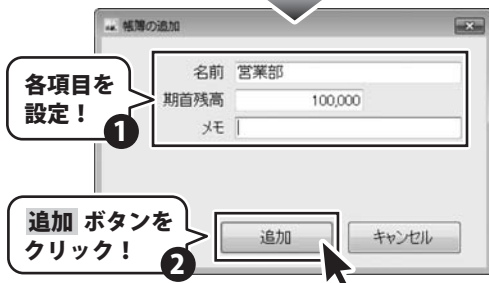 帳簿の追加
各項目を
設定！
1
名前 営業部
期首残高 100,000
メモ
追加 ボタンを
クリック！
2
追加 キャンセル